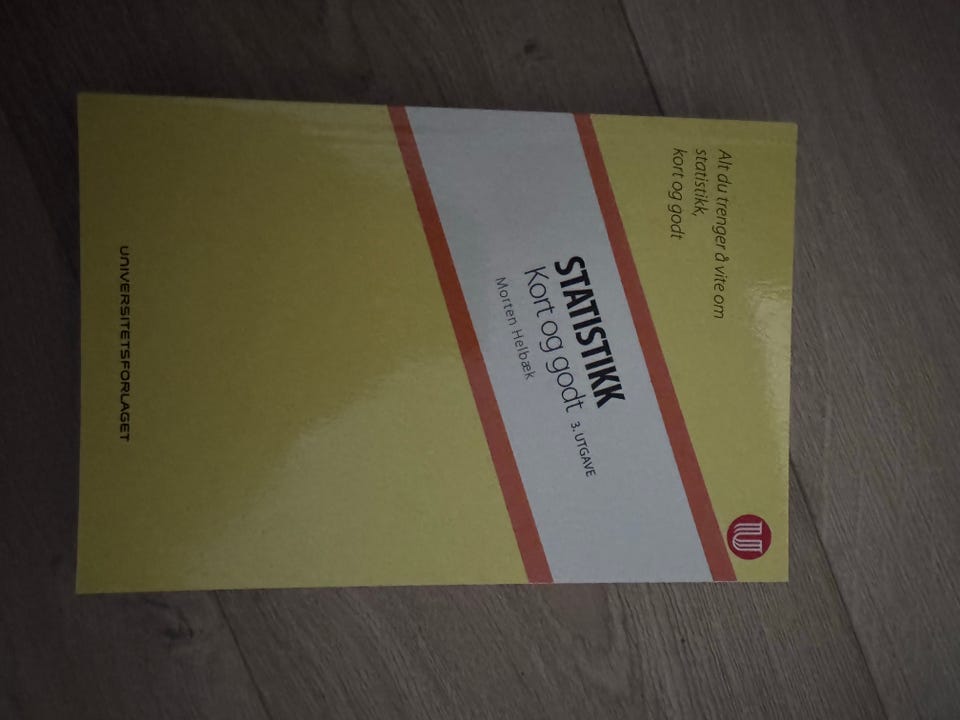 Alt du trenger å vite om
statistikk,
kort og godt
STATISTIKK
Kort og godt 3. UTGAVE
Morten Helbæk
UNIVERSITETSFORLAGET